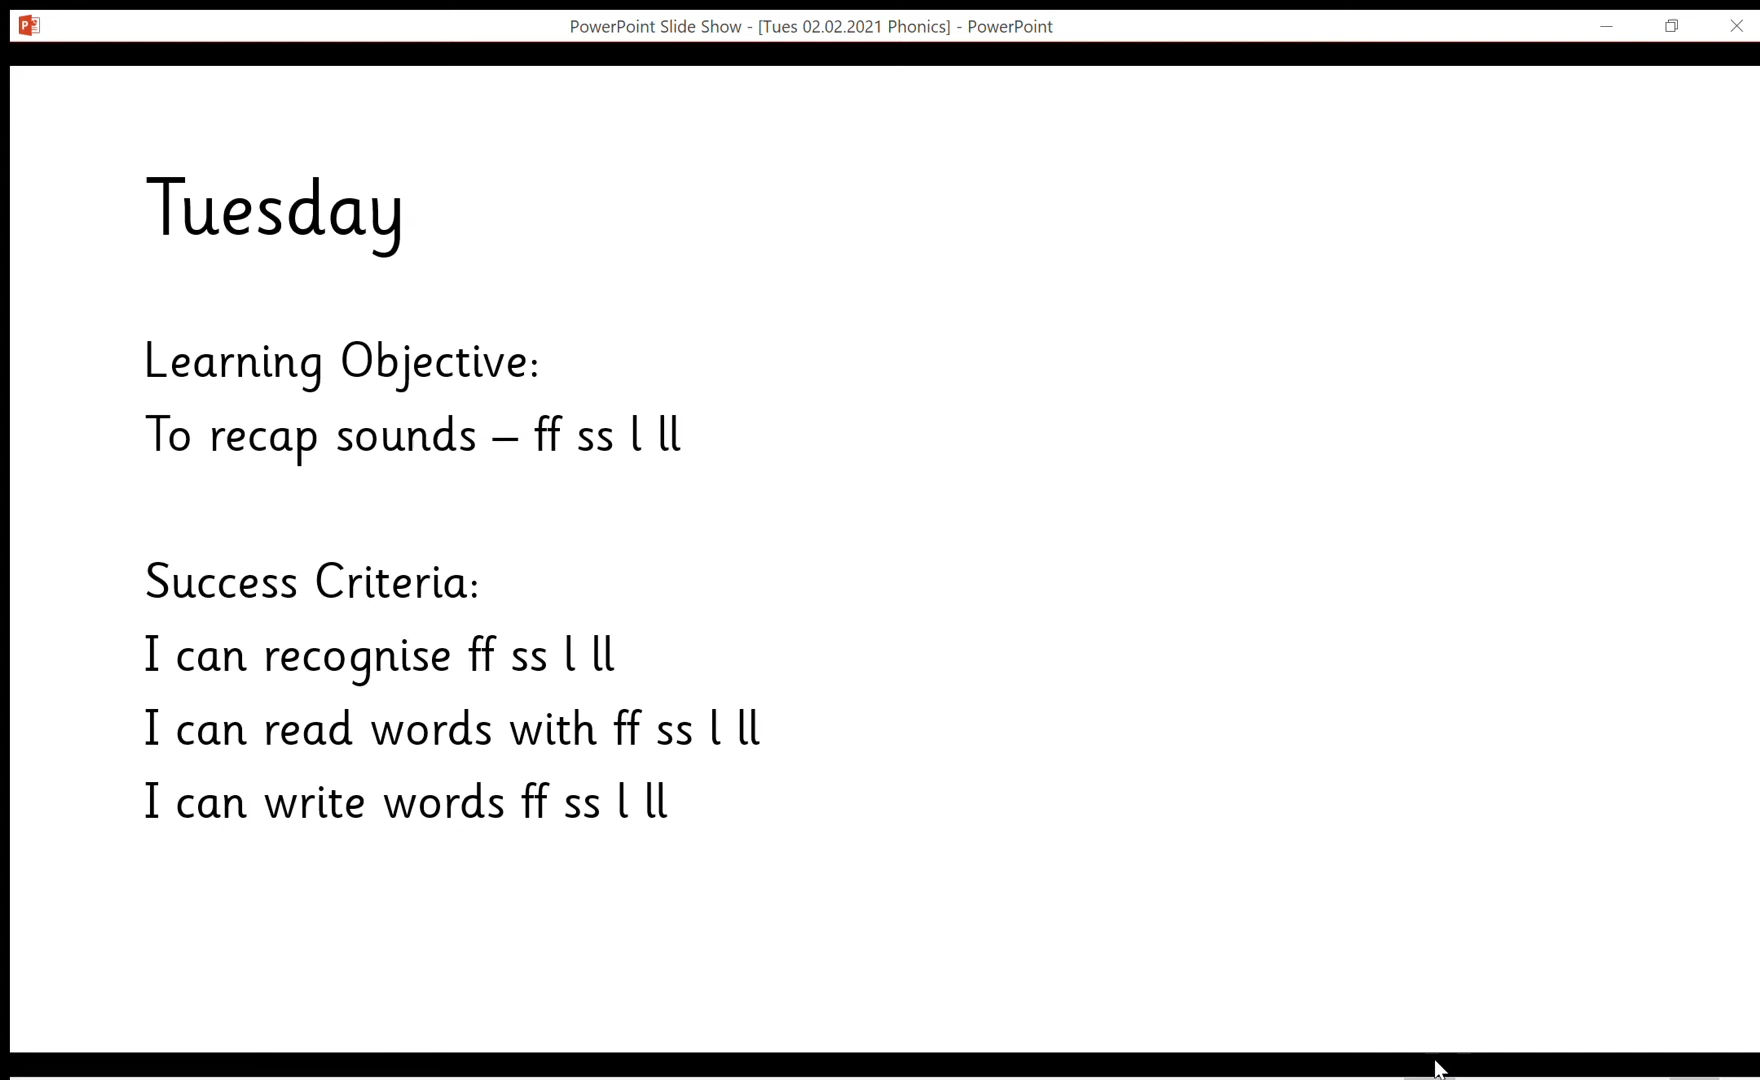 PowerPoint Slide Show - [Tues 02.02.2021 Phonics] - PowerPoint
Tuesday
Learning Objective:
To recap sounds – ff ss l ll
Success Criteria:
I can recognise ff ss l ll
I can read words with ff ss l ll
I can write words ff ss l ll